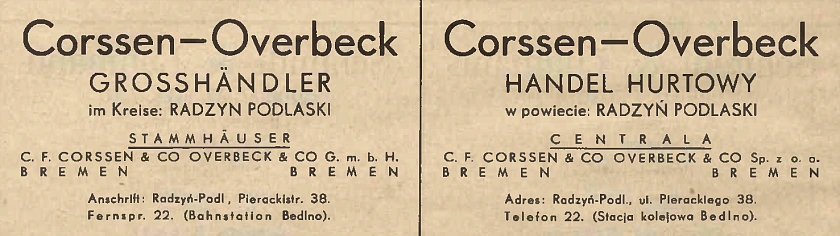 Corssen—Overbeck
GROSSHÄNDLER
im Kreise: RADZYN PODLASKI
STAMMHÄUSER
C. F. CORSSEN & CO OVERBECK & CO G. m. b. H.
BREMEN BREMEN
Anschrift: Radzyń-Podl, Pierackistr. 38.
Fernspr. 22. (Bahnstation Bedlno).
Corssen—Overbeck
HANDEL HURTOWY
w powiecie: RADZYŃ PODLASKI
CENTRALA
C. F. CORSSEN & CO OVERBECK & CO Sp. z o. o.
BREMEN BREMEN
Adres: Radzyń-Podl., ul. Pierackiego 38.
Telefon 22. (Stacja kolejowa Bedlno).